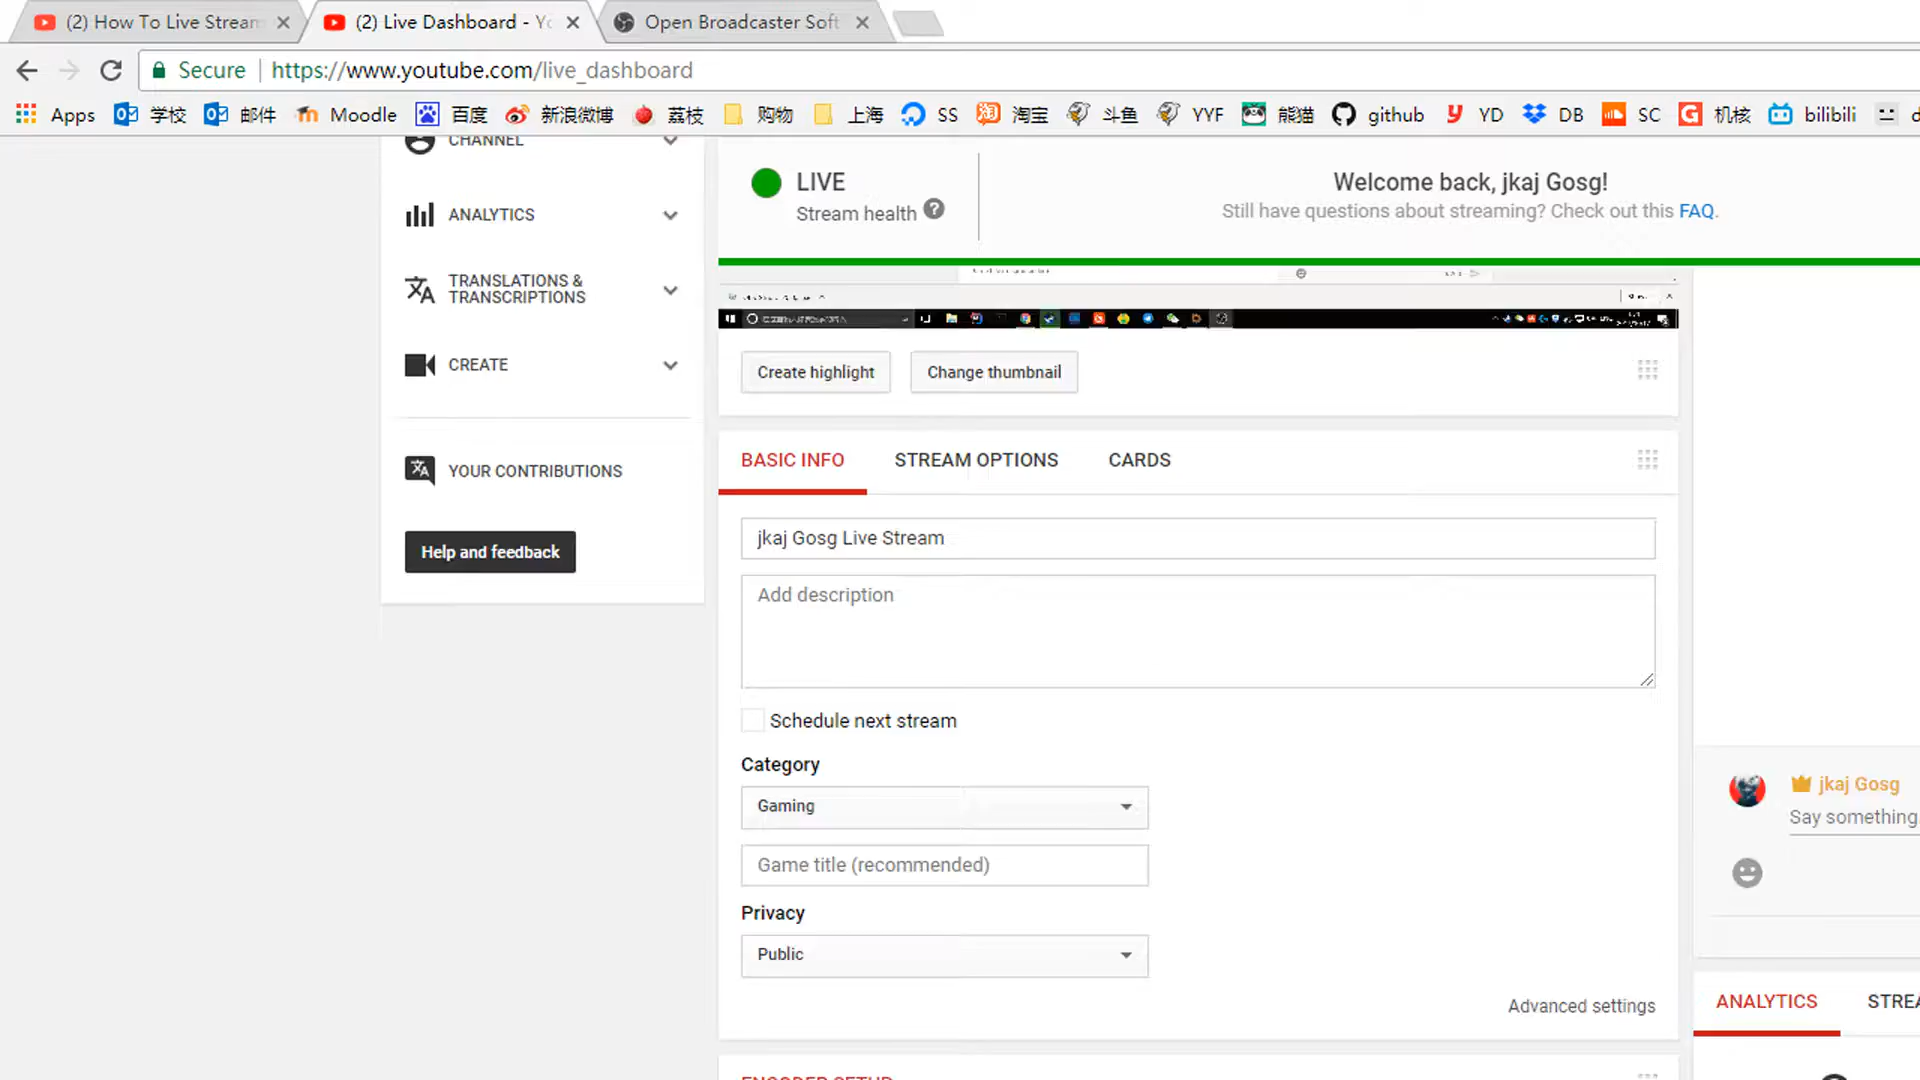 (2) How To Live Stream
(2) Live Dashboard - Yo
Open Broadcaster Soft
Secure
https://www.youtube.com/live_dashboard
Apps
学校
邮件
Moodle
百度
新浪微博
荔枝
购物
上海
SS
淘宝
斗鱼
YYF
熊猫
github
YD
DB
SC
机核
bilibili
CHANNEL
ANALYTICS
TRANSLATIONS &
TRANSCRIPTIONS
CREATE
YOUR CONTRIBUTIONS
Help and feedback
LIVE
Stream health
Welcome back, jkaj Gosg!
Still have questions about streaming? Check out this FAQ.
Create highlight
Change thumbnail
BASIC INFO
STREAM OPTIONS
CARDS
jkaj Gosg Live Stream
Add description
Schedule next stream
Category
Gaming
Game title (recommended)
Privacy
Public
Advanced settings
ENCODER SETUP
jkaj Gosg
Say something
ANALYTICS
STREA